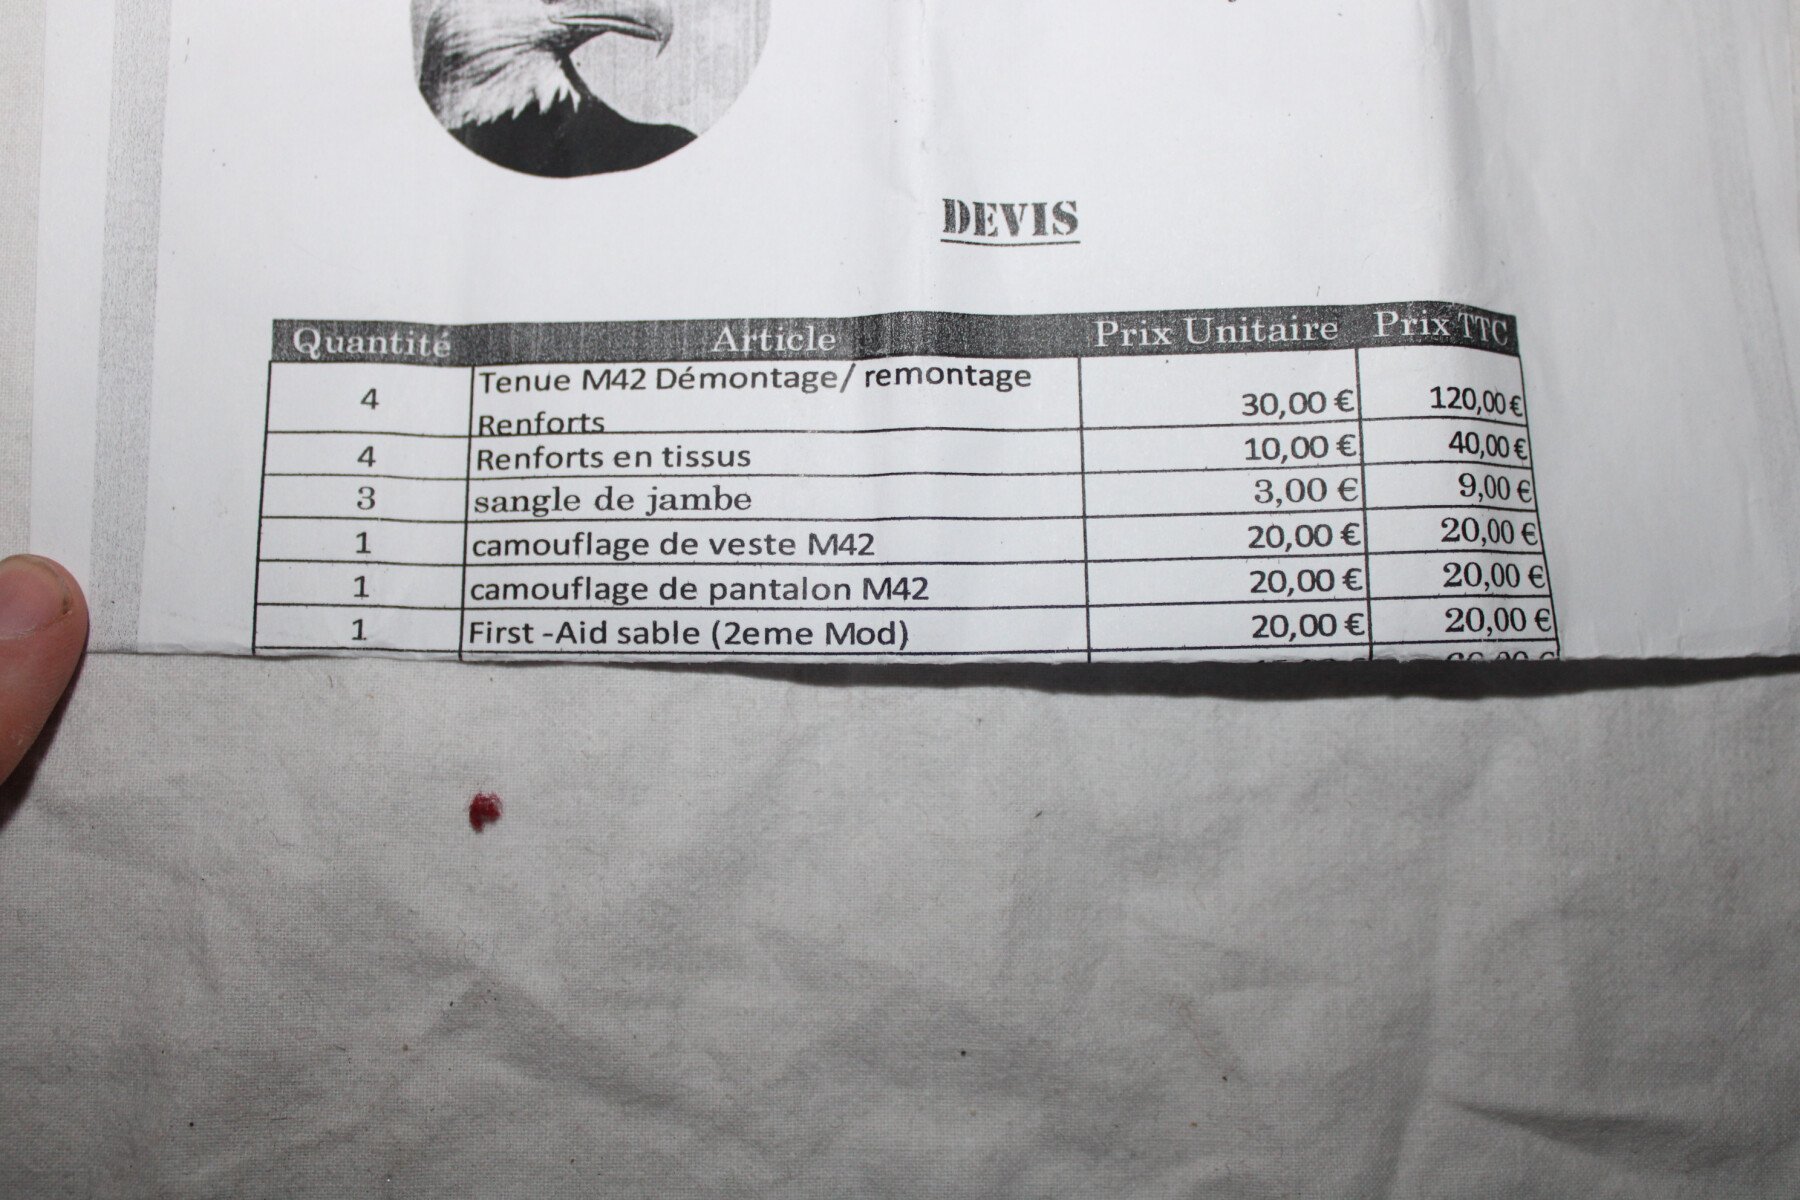 DEVIS
Quantité Article Prix Unitaire Prix TTC
4 Tenue M42 Démontage/ remontage Renforts 30,00 € 120,00 €
4 Renforts en tissus 10,00 € 40,00 €
3 sangle de jambe 3,00 € 9,00 €
1 camouflage de veste M42 20,00 € 20,00 €
1 camouflage de pantalon M42 20,00 € 20,00 €
1 First -Aid sable (2eme Mod) 20,00 € 20,00 €